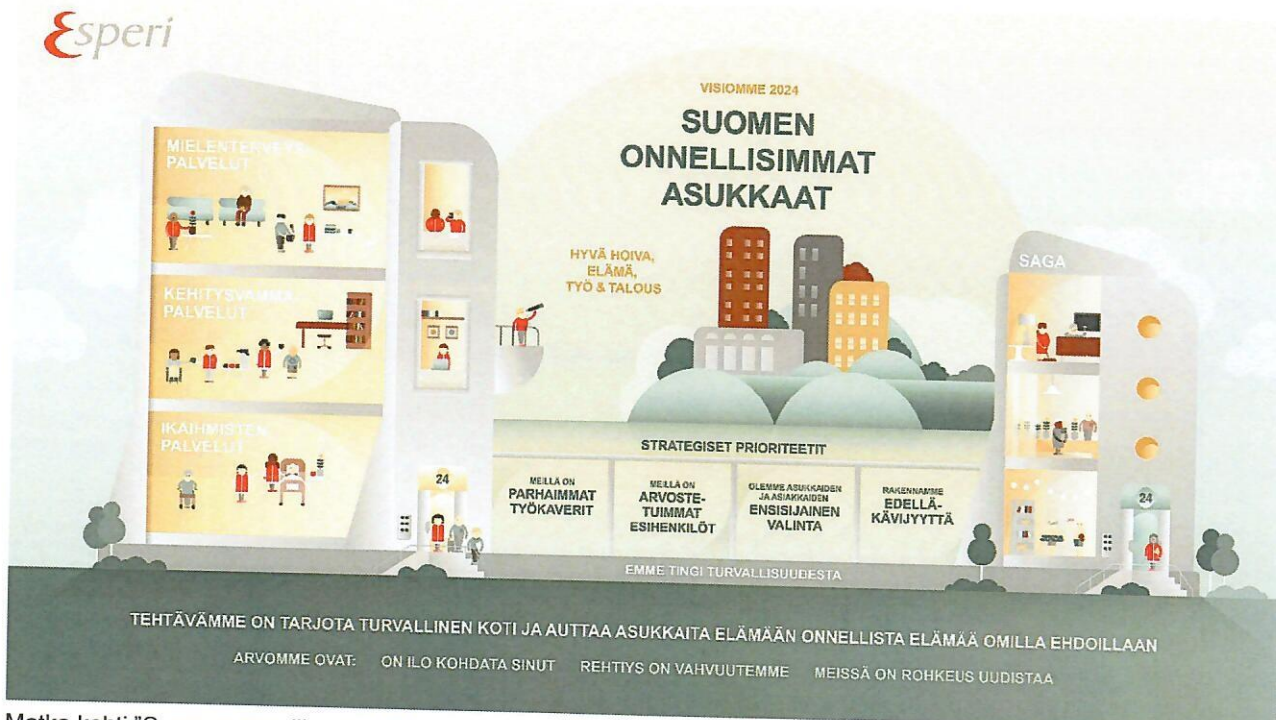 Esperi
VISIOMME 2024
SUOMEN
ONNELLISIMMAT
ASUKKAAT
HYVÄ HOIVA,
ELÄMÄ,
TYÖ & TALOUS
MIELENTERVEYS
PALVELUT
KEHITYSVAMMA
PALVELUT
IKÄIHMISTEN
PALVELUT
24
SAGA
24
STRATEGISET PRIORITEETIT
MEILLÄ ON
PARHAIMMAT
TYÖKAVERIT
MEILLÄ ON
ARVOSTE-
TUIMMAT
ESIHENKILÖT
OLEMME ASUKKAIDEN
JA ASIAKKAIDEN
ENSISIJAINEN
VALINTA
RAKENNAMME
EDELLÄ-
KÄVIJYYTTÄ
EMME TINGI TURVALLISUUDESTA
TEHTÄVÄMME ON TARJOTA TURVALLINEN KOTI JA AUTTAA ASUKKAITA ELÄMÄÄN ONNELLISTA ELÄMÄÄ OMILLA EHDOILLAAN
ARVOMME OVAT: ON ILO KOHDATA SINUT REHTIYS ON VAHVUUTEMME MEISSÄ ON ROHKEUS UUDISTAA